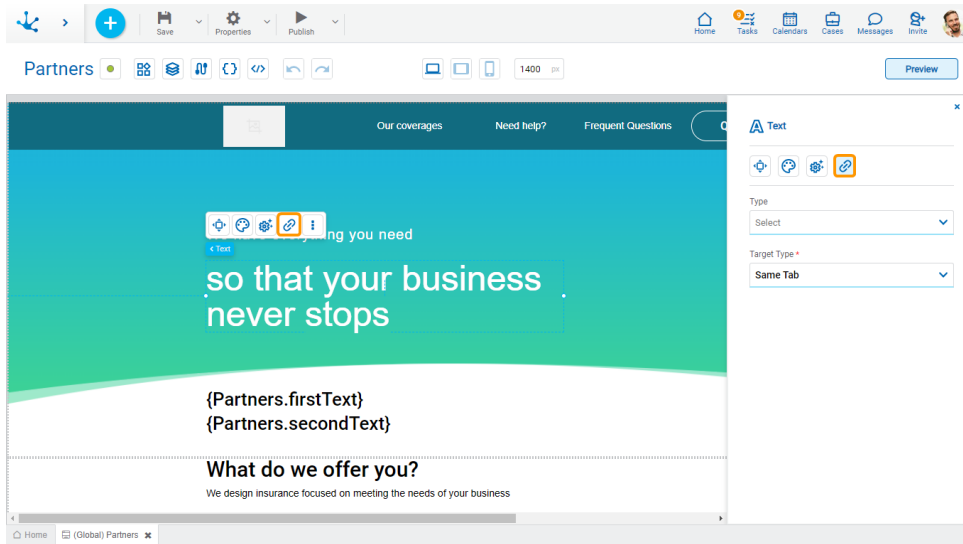 Save
Properties
Publish
Home
9
Tasks
Calendars
Cases
Messages
Invite
Partners
1400 px
Preview
Our coverages
Need help?
Frequent Questions
Q
Text
Type
Select
Target Type *
Same Tab
We have everything you need
Text
so that your business
never stops
{Partners.firstText}
{Partners.secondText}
What do we offer you?
We design insurance focused on meeting the needs of your business
Home
(Global) Partners